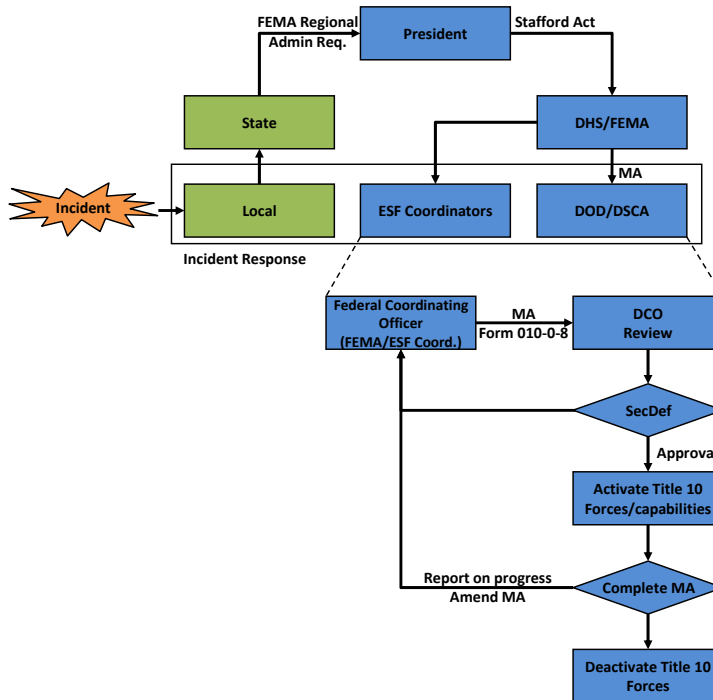 FEMA Regional
Admin Req.
President
Stafford Act
State
DHS/FEMA
MA
Incident
Local
ESF Coordinators
DOD/DSCA
Incident Response
Federal Coordinating
Officer
(FEMA/ESF Coord.)
MA
Form 010-0-8
DCO
Review
SecDef
Approva
Activate Title 10
Forces/capabilities
Report on progress
Amend MA
Complete MA
Deactivate Title 10
Forces